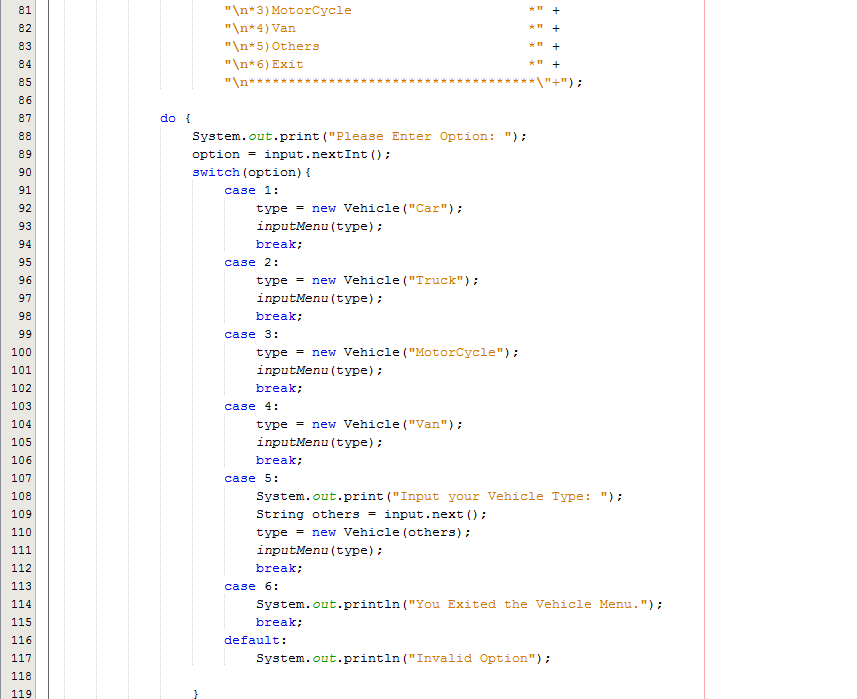 81 "\n*3)MotorCycle *" +
82 "\n*4)Van *" +
83 "\n*5)Others *" +
84 "\n*6)Exit *" +
85 "\n************************************\"+");
86
87 do {
88 System.out.print("Please Enter Option: ");
89 option = input.nextInt();
90 switch(option){
91 case 1:
92 type = new Vehicle("Car");
93 inputMenu(type);
94 break;
95 case 2:
96 type = new Vehicle("Truck");
97 inputMenu(type);
98 break;
99 case 3:
100 type = new Vehicle("MotorCycle");
101 inputMenu(type);
102 break;
103 case 4:
104 type = new Vehicle("Van");
105 inputMenu(type);
106 break;
107 case 5:
108 System.out.print("Input your Vehicle Type: ");
109 String others = input.next();
110 type = new Vehicle(others);
111 inputMenu(type);
112 break;
113 case 6:
114 System.out.println("You Exited the Vehicle Menu.");
115 break;
116 default:
117 System.out.println("Invalid Option");
118
119 }